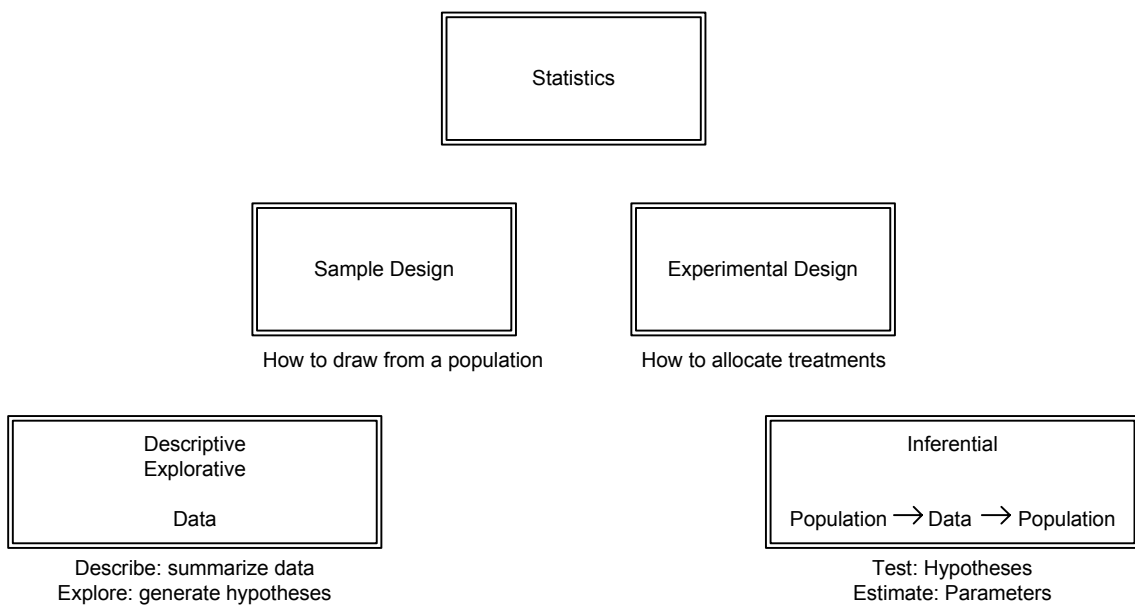 Statistics
Sample Design
Experimental Design
How to draw from a population
How to allocate treatments
Descriptive
Explorative
Data
Describe: summarize data
Explore: generate hypotheses
Inferential
Population → Data → Population
Test: Hypotheses
Estimate: Parameters